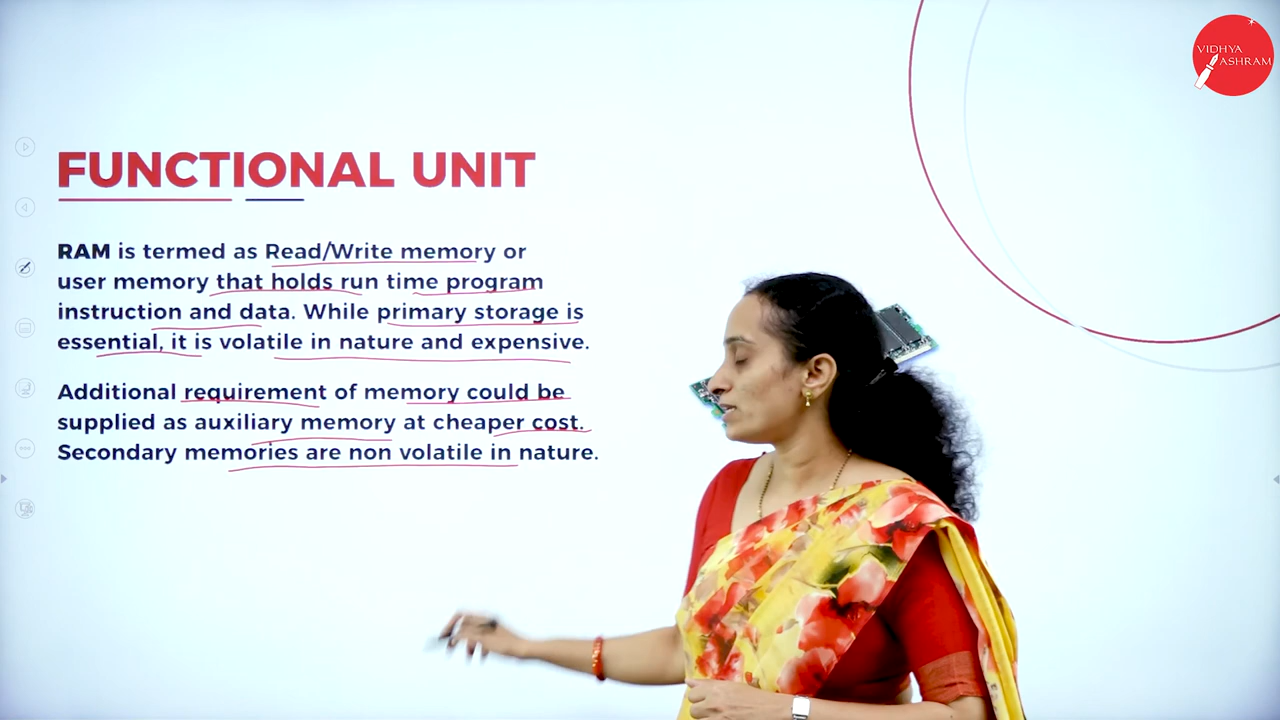 VIDHYA
ASHRAM
FUNCTIONAL UNIT
RAM is termed as Read/Write memory or
user memory that holds run time program
instruction and data. While primary storage is
essential, it is volatile in nature and expensive.
Additional requirement of memory could be
supplied as auxiliary memory at cheaper cost.
Secondary memories are non volatile in nature.